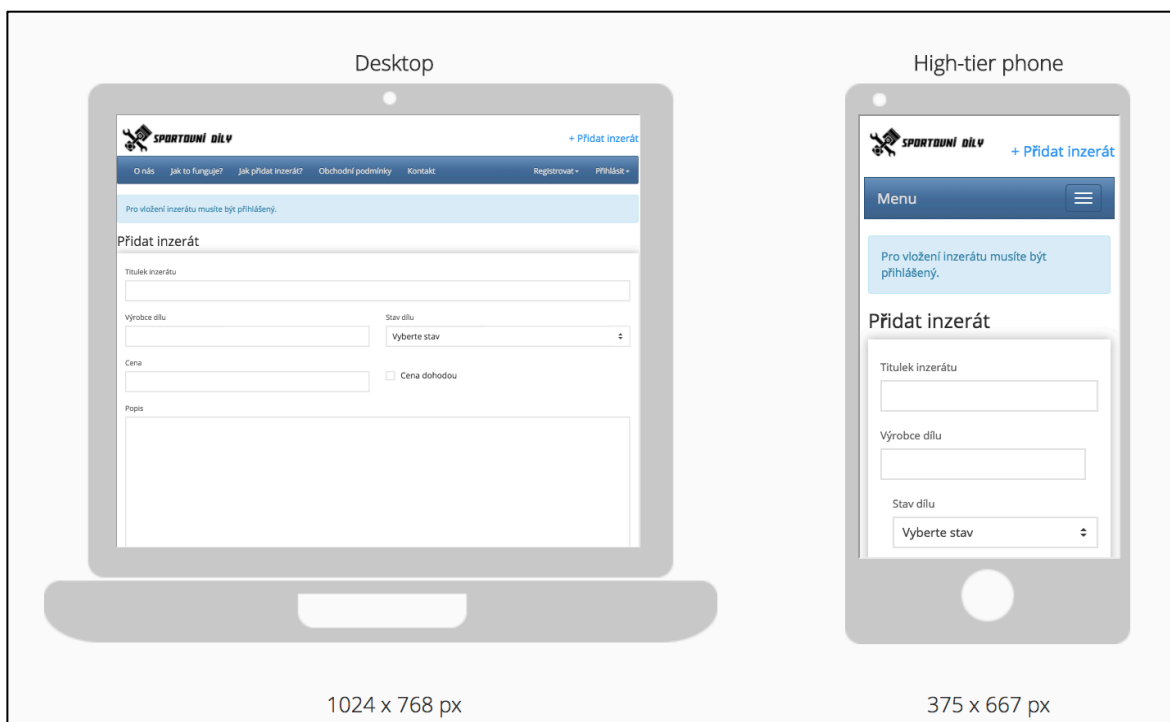 Desktop
SPORTOVNÍ DÍLY
+ Přidat inzerát
O nás Jak to funguje? Jak přidat inzerát? Obchodní podmínky Kontakt Registrovat Přihlásit
Pro vložení inzerátu musíte být přihlášený.
Přidat inzerát
Titulek inzerátu
Výrobce dílu Stav dílu
Vyberte stav
Cena
Cena dohodou
Popis
1024 x 768 px
High-tier phone
SPORTOVNÍ DÍLY
+ Přidat inzerát
Menu
Pro vložení inzerátu musíte být
přihlášený.
Přidat inzerát
Titulek inzerátu
Výrobce dílu
Stav dílu
Vyberte stav
375 x 667 px